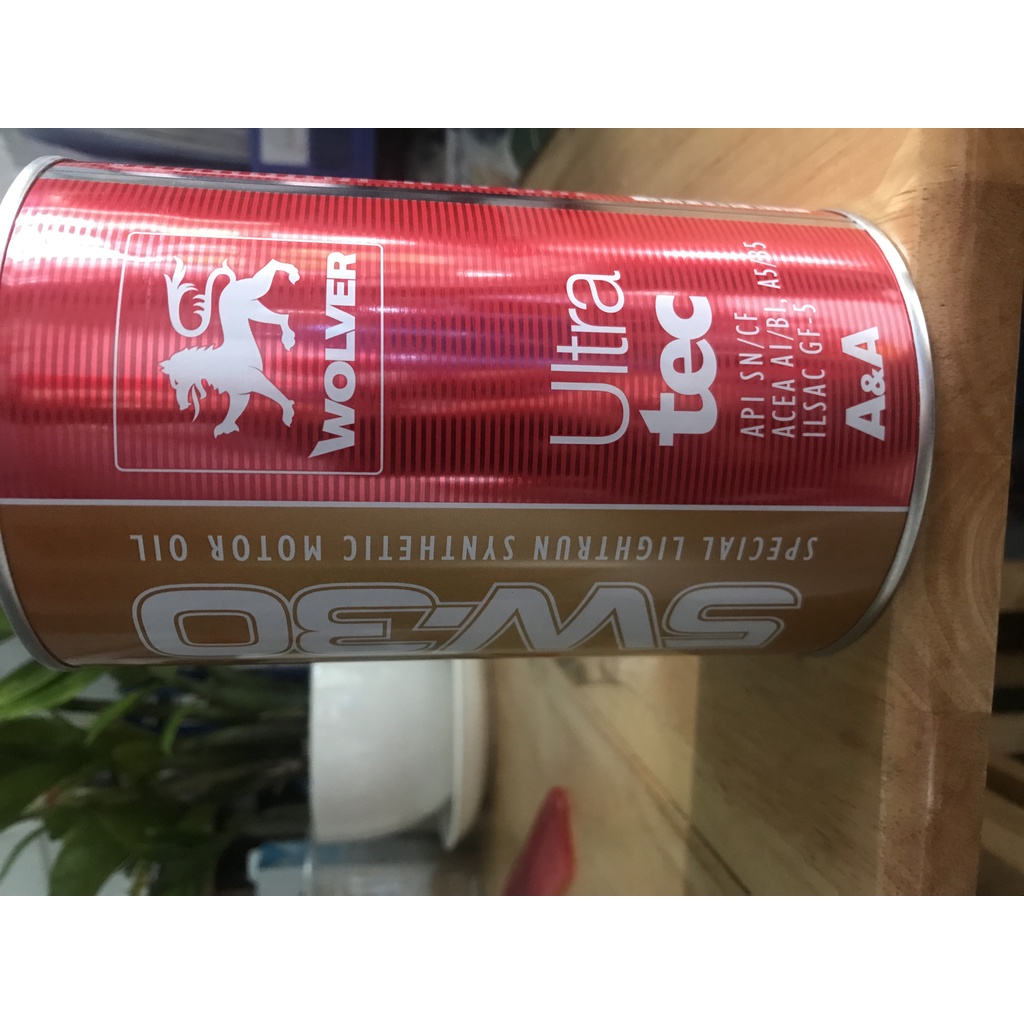 WOLVER
Ultra
tec
API SN/CF
ACEA A1/B1, A5/B5
ILSAC GF-5
A&A
SPECIAL LIGHTRUN SYNTHETIC MOTOR OIL
5W-30